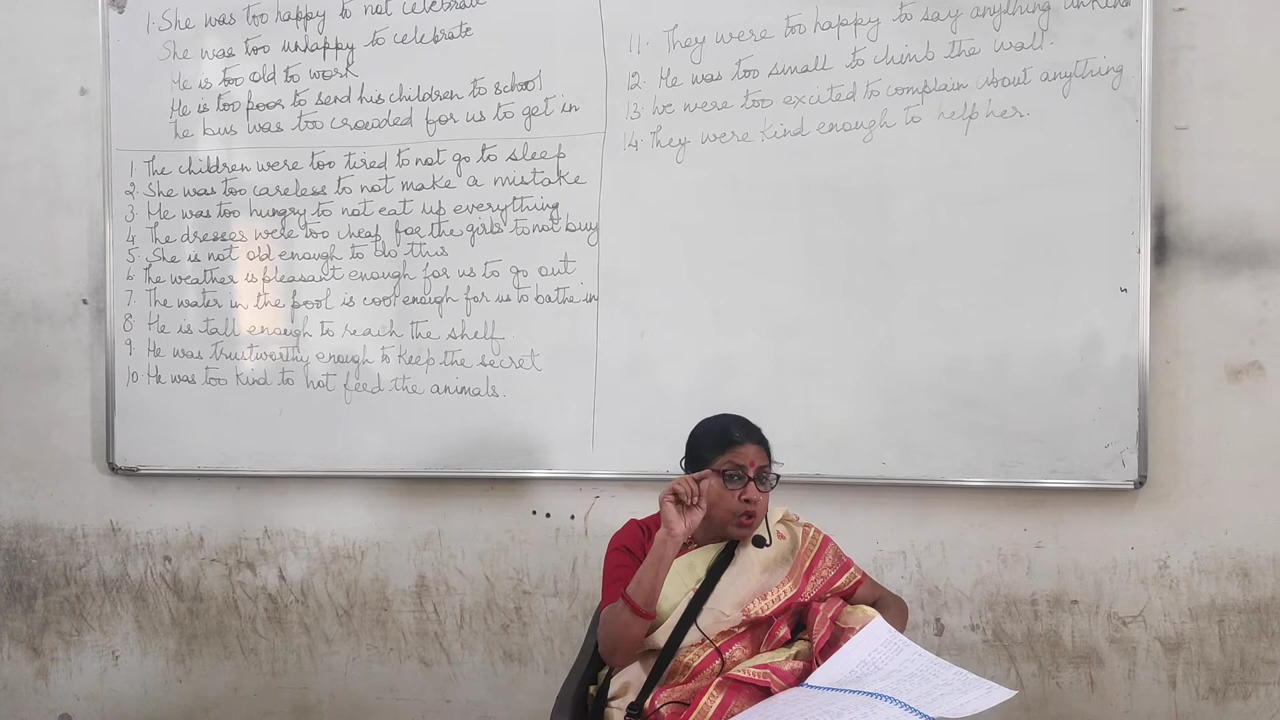 1. She was too happy to not celebrate
She was too unhappy to celebrate
He is too old to work
He is too poor to send his children to school
The bus was too crowded for us to get in
1. The children were too tired to not go to sleep
2. She was too careless to not make a mistake
3. He was too hungry to not eat up everything
4 The dresses were too cheap for the girls to not buy
5. She is not old enough to do this
6. The weather is pleasant enough for us to go out
7. The water in the pool is cool enough for us to bathe in
8. He is tall enough to reach the shelf
9. He was trustworthy enough to keep the secret
10. He was too kind to not feed the animals.
11. They were too happy to say anything unkind
12. He was too small to climb the wall.
13. We were too excited to complain about anything
14. They were kind enough to help her.